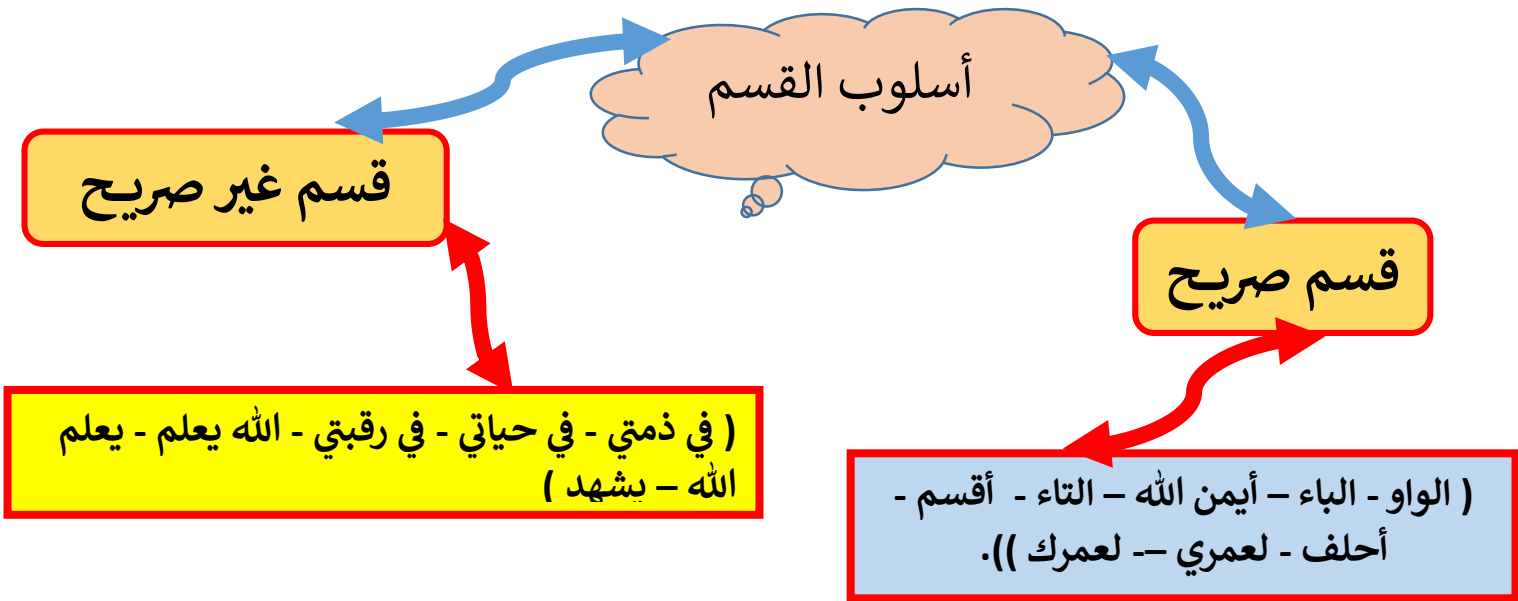 أسلوب القسم
قسم صريح
( الواو - الباء – أيمن الله – التاء - أقسم -
أحلف - لعمري –- لعمرك )).
قسم غير صريح
( في ذمتي - في حياتي - في رقبتي - الله يعلم - يعلم
الله – يشهد )